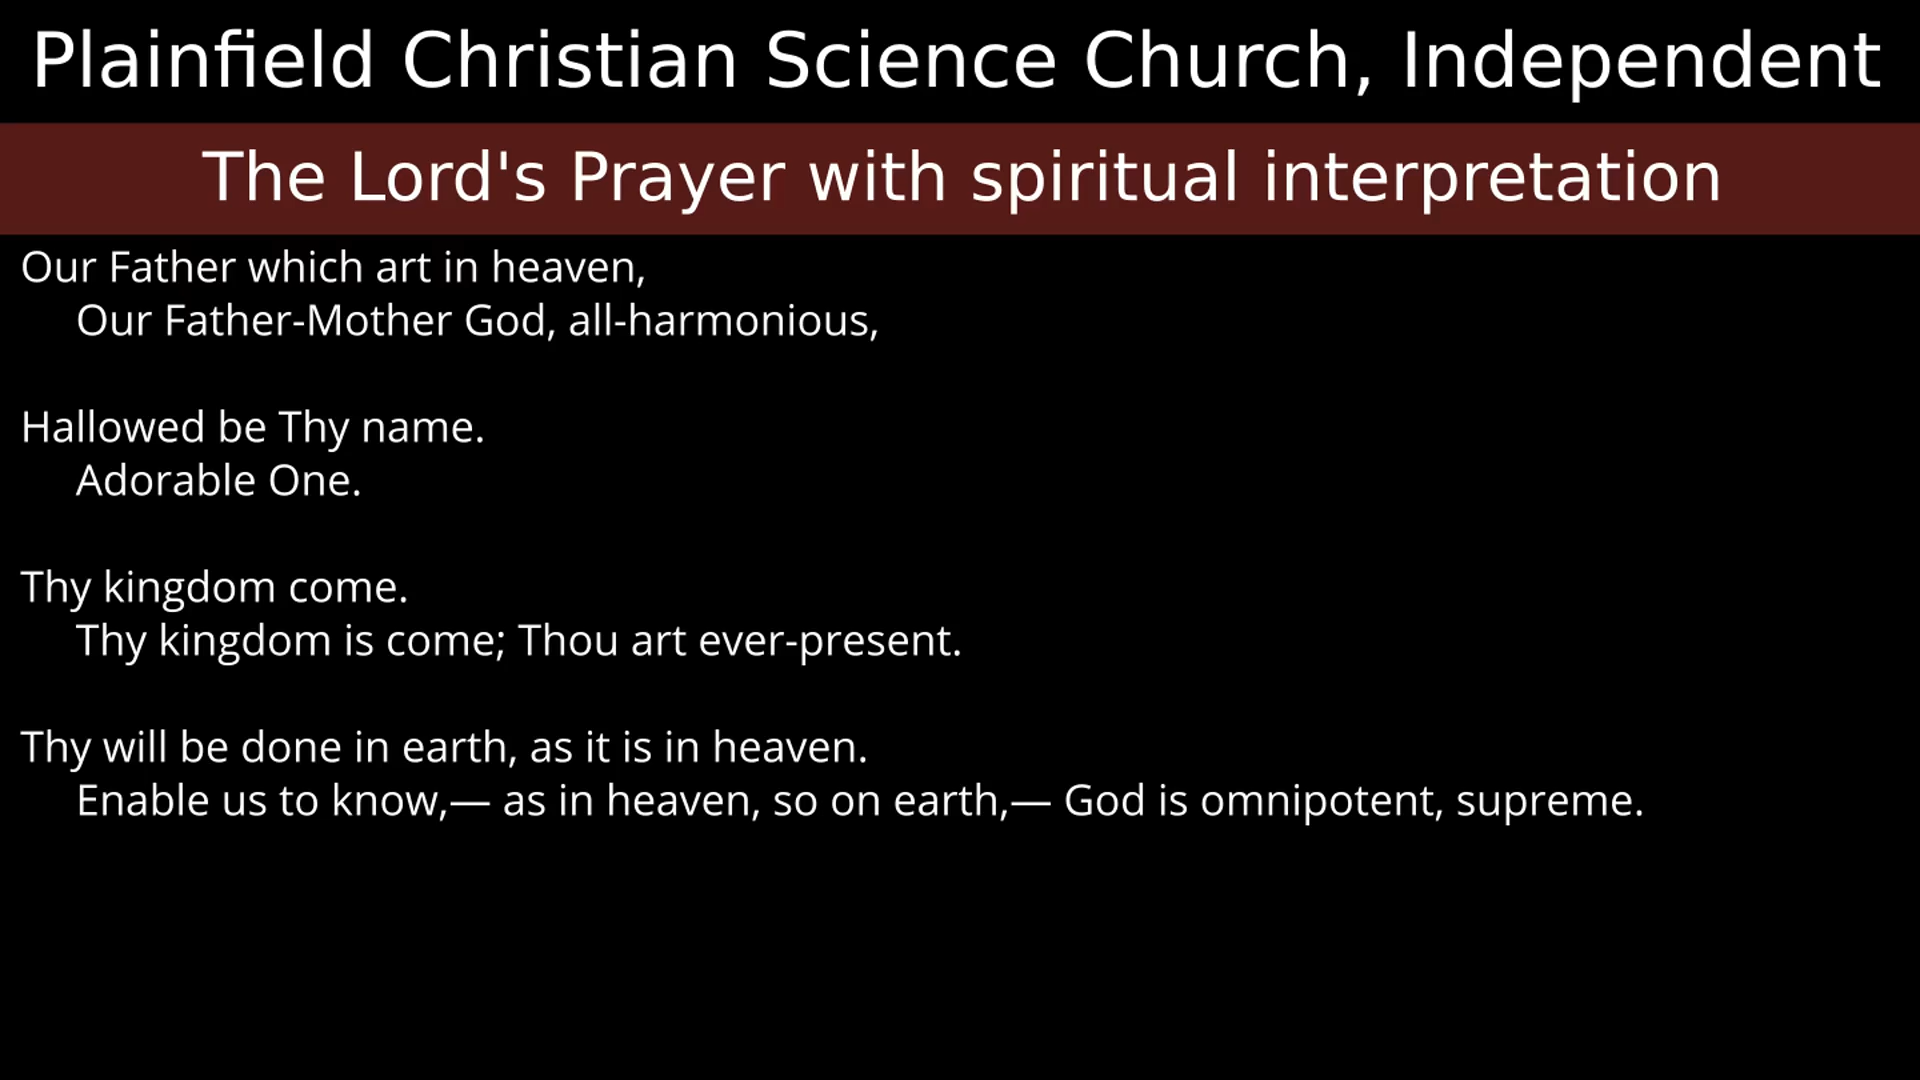 Plainfield Christian Science Church, Independent
The Lord's Prayer with spiritual interpretation
Our Father which art in heaven,
Our Father-Mother God, all-harmonious,
Hallowed be Thy name.
Adorable One.
Thy kingdom come.
Thy kingdom is come; Thou art ever-present.
Thy will be done in earth, as it is in heaven.
Enable us to know,— as in heaven, so on earth,— God is omnipotent, supreme.